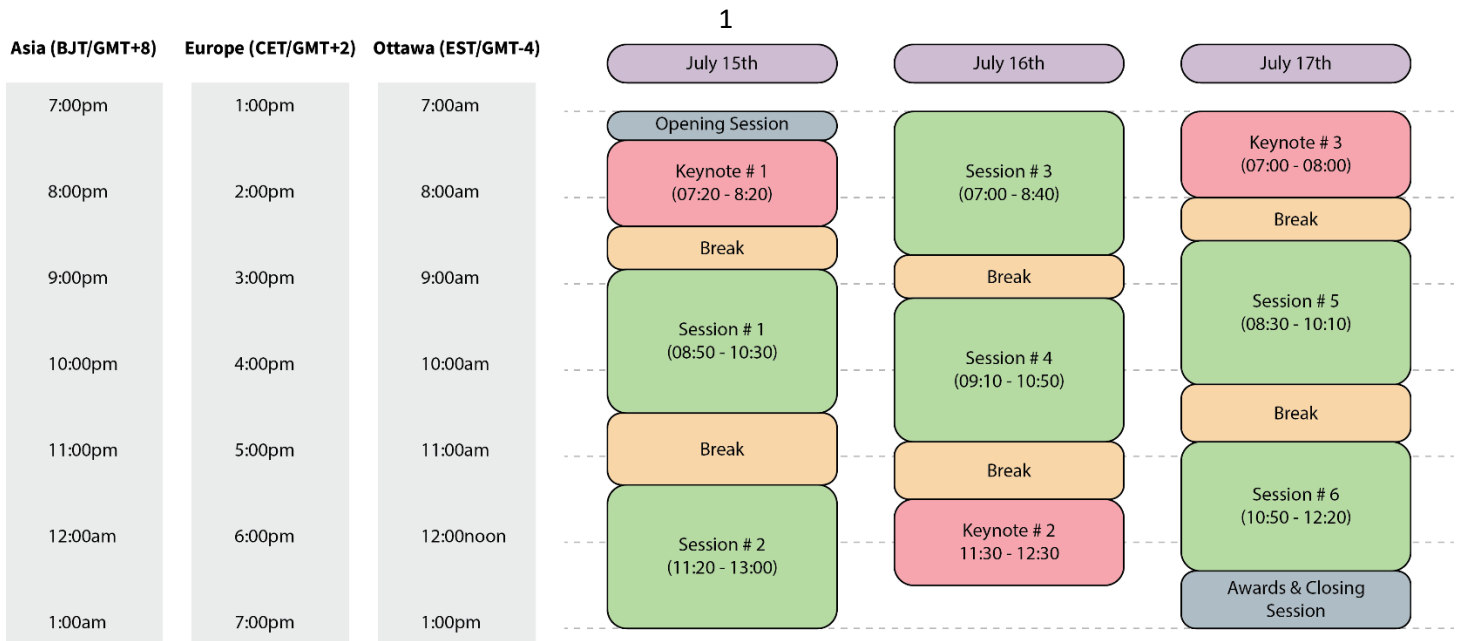 1
Asia (BJT/GMT+8) Europe (CET/GMT+2) Ottawa (EST/GMT-4)
July 15th July 16th July 17th
7:00pm 1:00pm 7:00am
8:00pm 2:00pm 8:00am
9:00pm 3:00pm 9:00am
10:00pm 4:00pm 10:00am
11:00pm 5:00pm 11:00am
12:00am 6:00pm 12:00noon
1:00am 7:00pm 1:00pm
Opening Session
Keynote # 1
(07:20 - 8:20)
Break
Session # 1
(08:50 - 10:30)
Break
Session # 2
(11:20 - 13:00)
Session # 3
(07:00 - 8:40)
Break
Session # 4
(09:10 - 10:50)
Break
Keynote # 2
11:30 - 12:30
Keynote # 3
(07:00 - 08:00)
Break
Session # 5
(08:30 - 10:10)
Break
Session # 6
(10:50 - 12:20)
Awards & Closing
Session